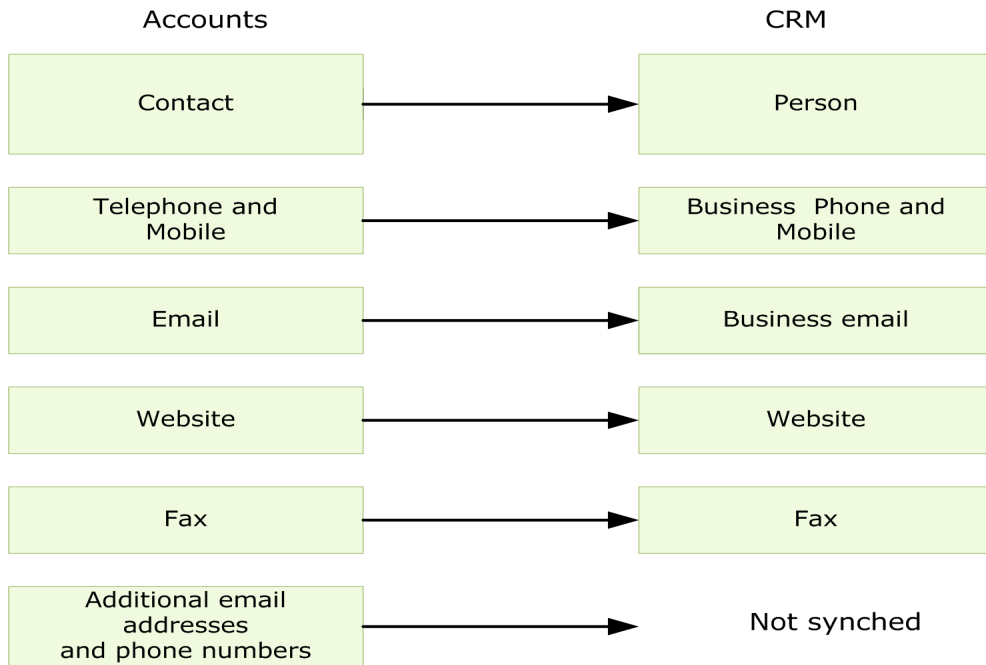 Accounts
CRM
Contact
Person
Telephone and
Mobile
Business Phone and
Mobile
Email
Business email
Website
Website
Fax
Fax
Additional email
addresses
and phone numbers
Not synched